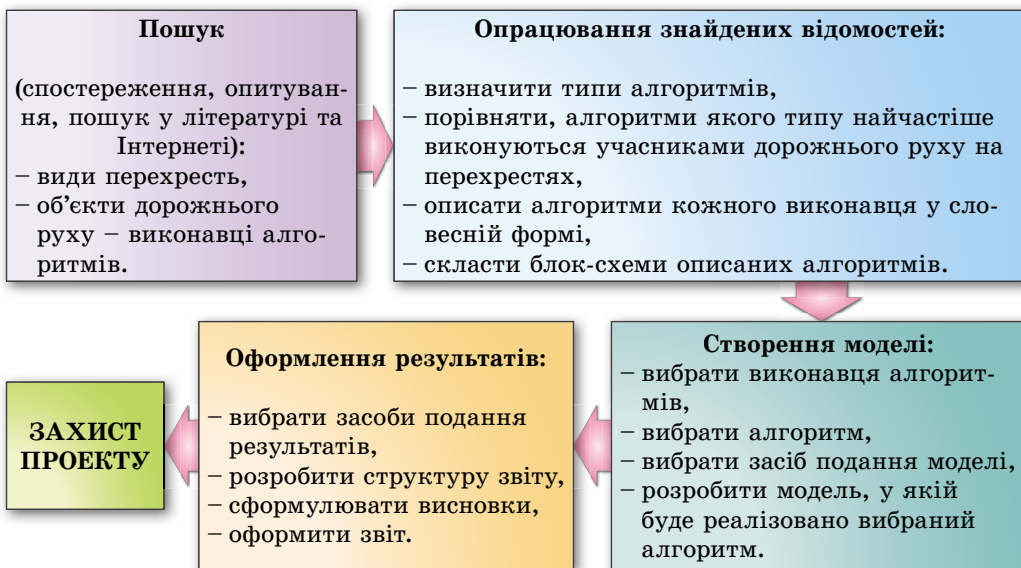 Пошук
(спостереження, опитуван-
ня, пошук у літературі та
Інтернеті):
– види перехресть,
– об’єкти дорожнього
руху – виконавці алго-
ритмів.
Опрацювання знайдених відомостей:
– визначити типи алгоритмів,
– порівняти, алгоритми якого типу найчастіше
виконуються учасниками дорожнього руху на
перехрестях,
– описати алгоритми кожного виконавця у сло-
весній формі,
– скласти блок-схеми описаних алгоритмів.
Створення моделі:
– вибрати виконавця алгорит-
мів,
– вибрати алгоритм,
– вибрати засіб подання моделі,
– розробити модель, у якій
буде реалізовано вибраний
алгоритм.
Оформлення результатів:
– вибрати засоби подання
результатів,
– розробити структуру звіту,
– сформулювати висновки,
– оформити звіт.
ЗАХИСТ
ПРОЕКТУ